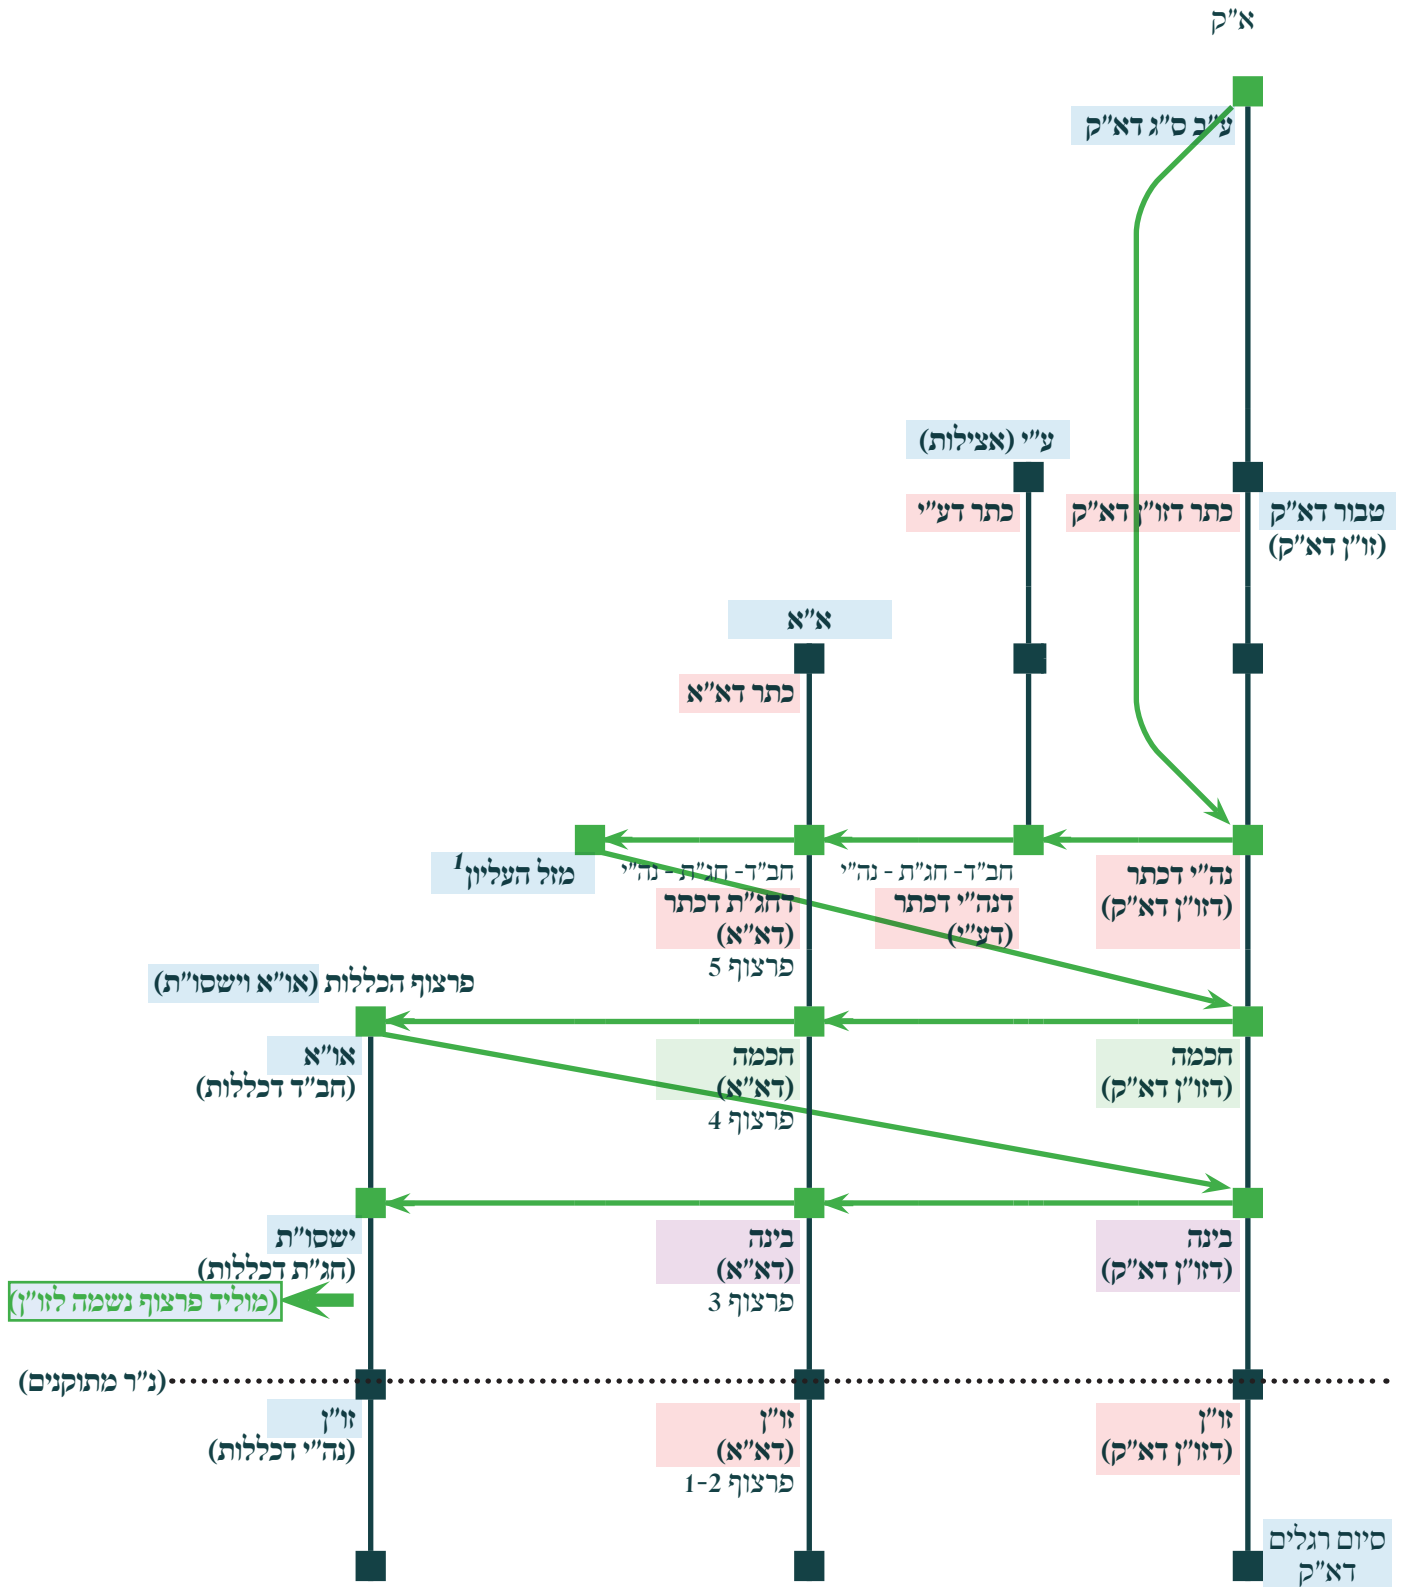 א"ק
ע"ב ס"ג דא"ק
ע"י (אצילות)
טבור דא"ק
(זו"ן דא"ק)
כתר דזו"ן דא"ק
כתר דע"י
א"א
כתר דא"א
נה"י דכתר
(דזו"ן דא"ק)
חב"ד- חג"ת - נה"י
דנה"י דכתר
(דע"י)
חב"ד- חג"ת - נה"י
דחג"ת דכתר
(דא"א)
פרצוף 5
מזל העליון1
פרצוף הכללות (או"א וישסו"ת)
חכמה
(דזו"ן דא"ק)
חכמה
(דא"א)
פרצוף 4
או"א
(חב"ד דכללות)
בינה
(דזו"ן דא"ק)
בינה
(דא"א)
פרצוף 3
ישסו"ת
(חג"ת דכללות)
(מוליד פרצוף נשמה לזו"ן)
(נ"ר מתוקנים)
זו"ן
(דזו"ן דא"ק)
זו"ן
(דא"א)
פרצוף 1-2
זו"ן
(נה"י דכללות)
סיום רגלים
דא"ק